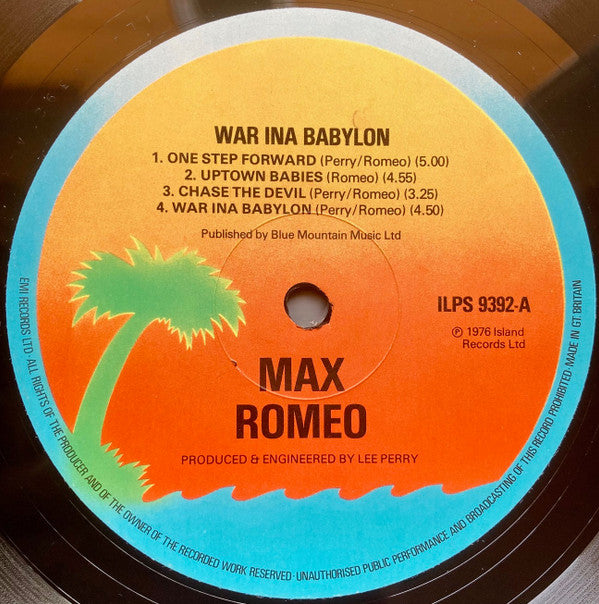 WAR INA BABYLON
1. ONE STEP FORWARD (Perry/Romeo) (5.00)
2. UPTOWN BABIES (Romeo) (4.55)
3. CHASE THE DEVIL (Perry/Romeo) (3.25)
4. WAR INA BABYLON (Perry/Romeo) (4.50)
Published by Blue Mountain Music Ltd
ILPS 9392-A
℗ 1976 Island
Records Ltd
MAX
ROMEO
PRODUCED & ENGINEERED BY LEE PERRY
EMI RECORDS LTD·ALL RIGHTS OF THE PRODUCER AND OF THE OWNER OF THE RECORDED WORK RESERVED·UNAUTHORISED PUBLIC PERFORMANCE AND BROADCASTING OF THIS RECORD PROHIBITED·MADE IN GT. BRITAIN